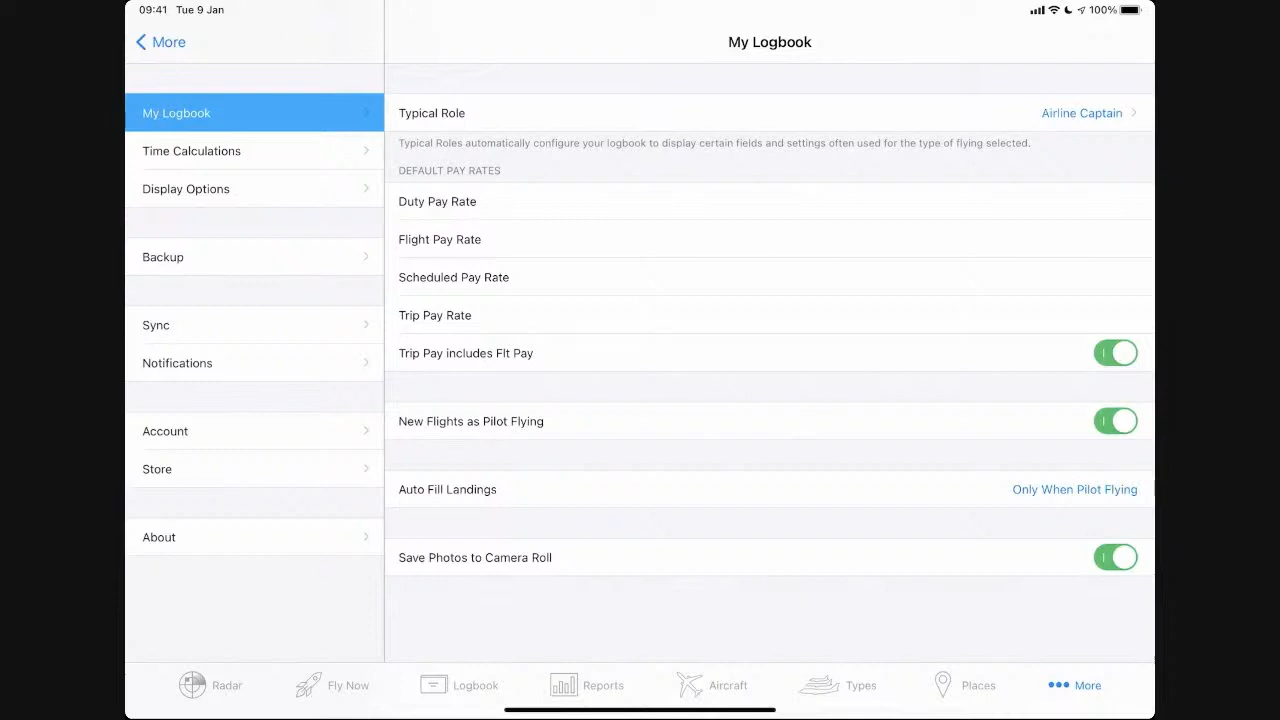 09:41 Tue 9 Jan
100%
More
My Logbook
My Logbook
Time Calculations
Display Options
Backup
Sync
Notifications
Account
Store
About
Typical Role
Airline Captain
Typical Roles automatically configure your logbook to display certain fields and settings often used for the type of flying selected.
DEFAULT PAY RATES
Duty Pay Rate
Flight Pay Rate
Scheduled Pay Rate
Trip Pay Rate
Trip Pay includes Flt Pay
New Flights as Pilot Flying
Auto Fill Landings
Only When Pilot Flying
Save Photos to Camera Roll
Radar
Fly Now
Logbook
Reports
Aircraft
Types
Places
More